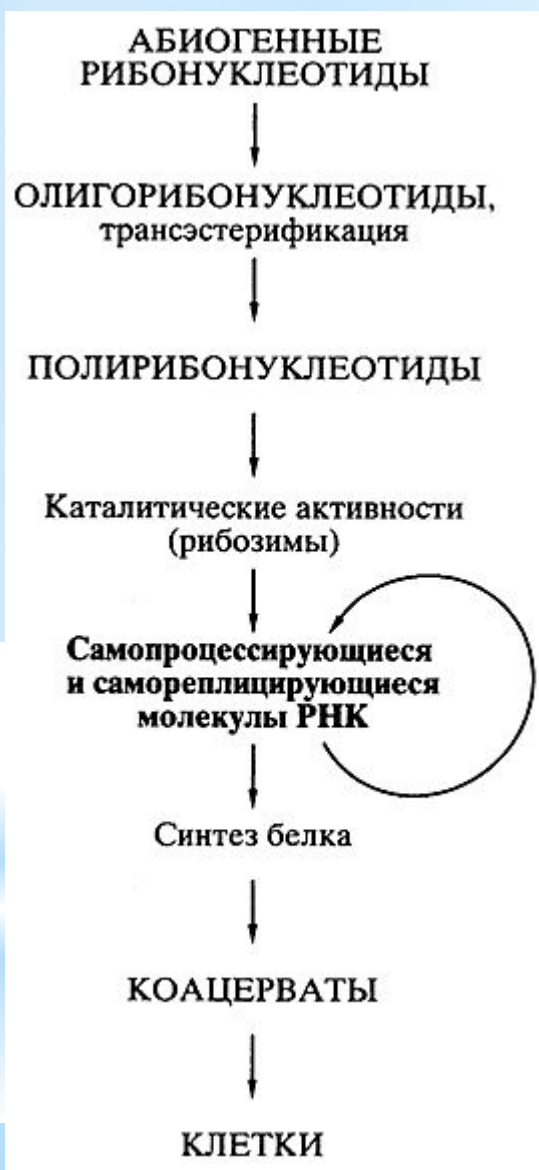 АБИОГЕННЫЕ
РИБОНУКЛЕОТИДЫ
ОЛИГОРИБОНУКЛЕОТИДЫ,
трансэстерификация
ПОЛИРИБОНУКЛЕОТИДЫ
Каталитические активности
(рибозимы)
Самопроцессирующиеся
и самореплицирующиеся
молекулы РНК
Синтез белка
КОАЦЕРВАТЫ
КЛЕТКИ